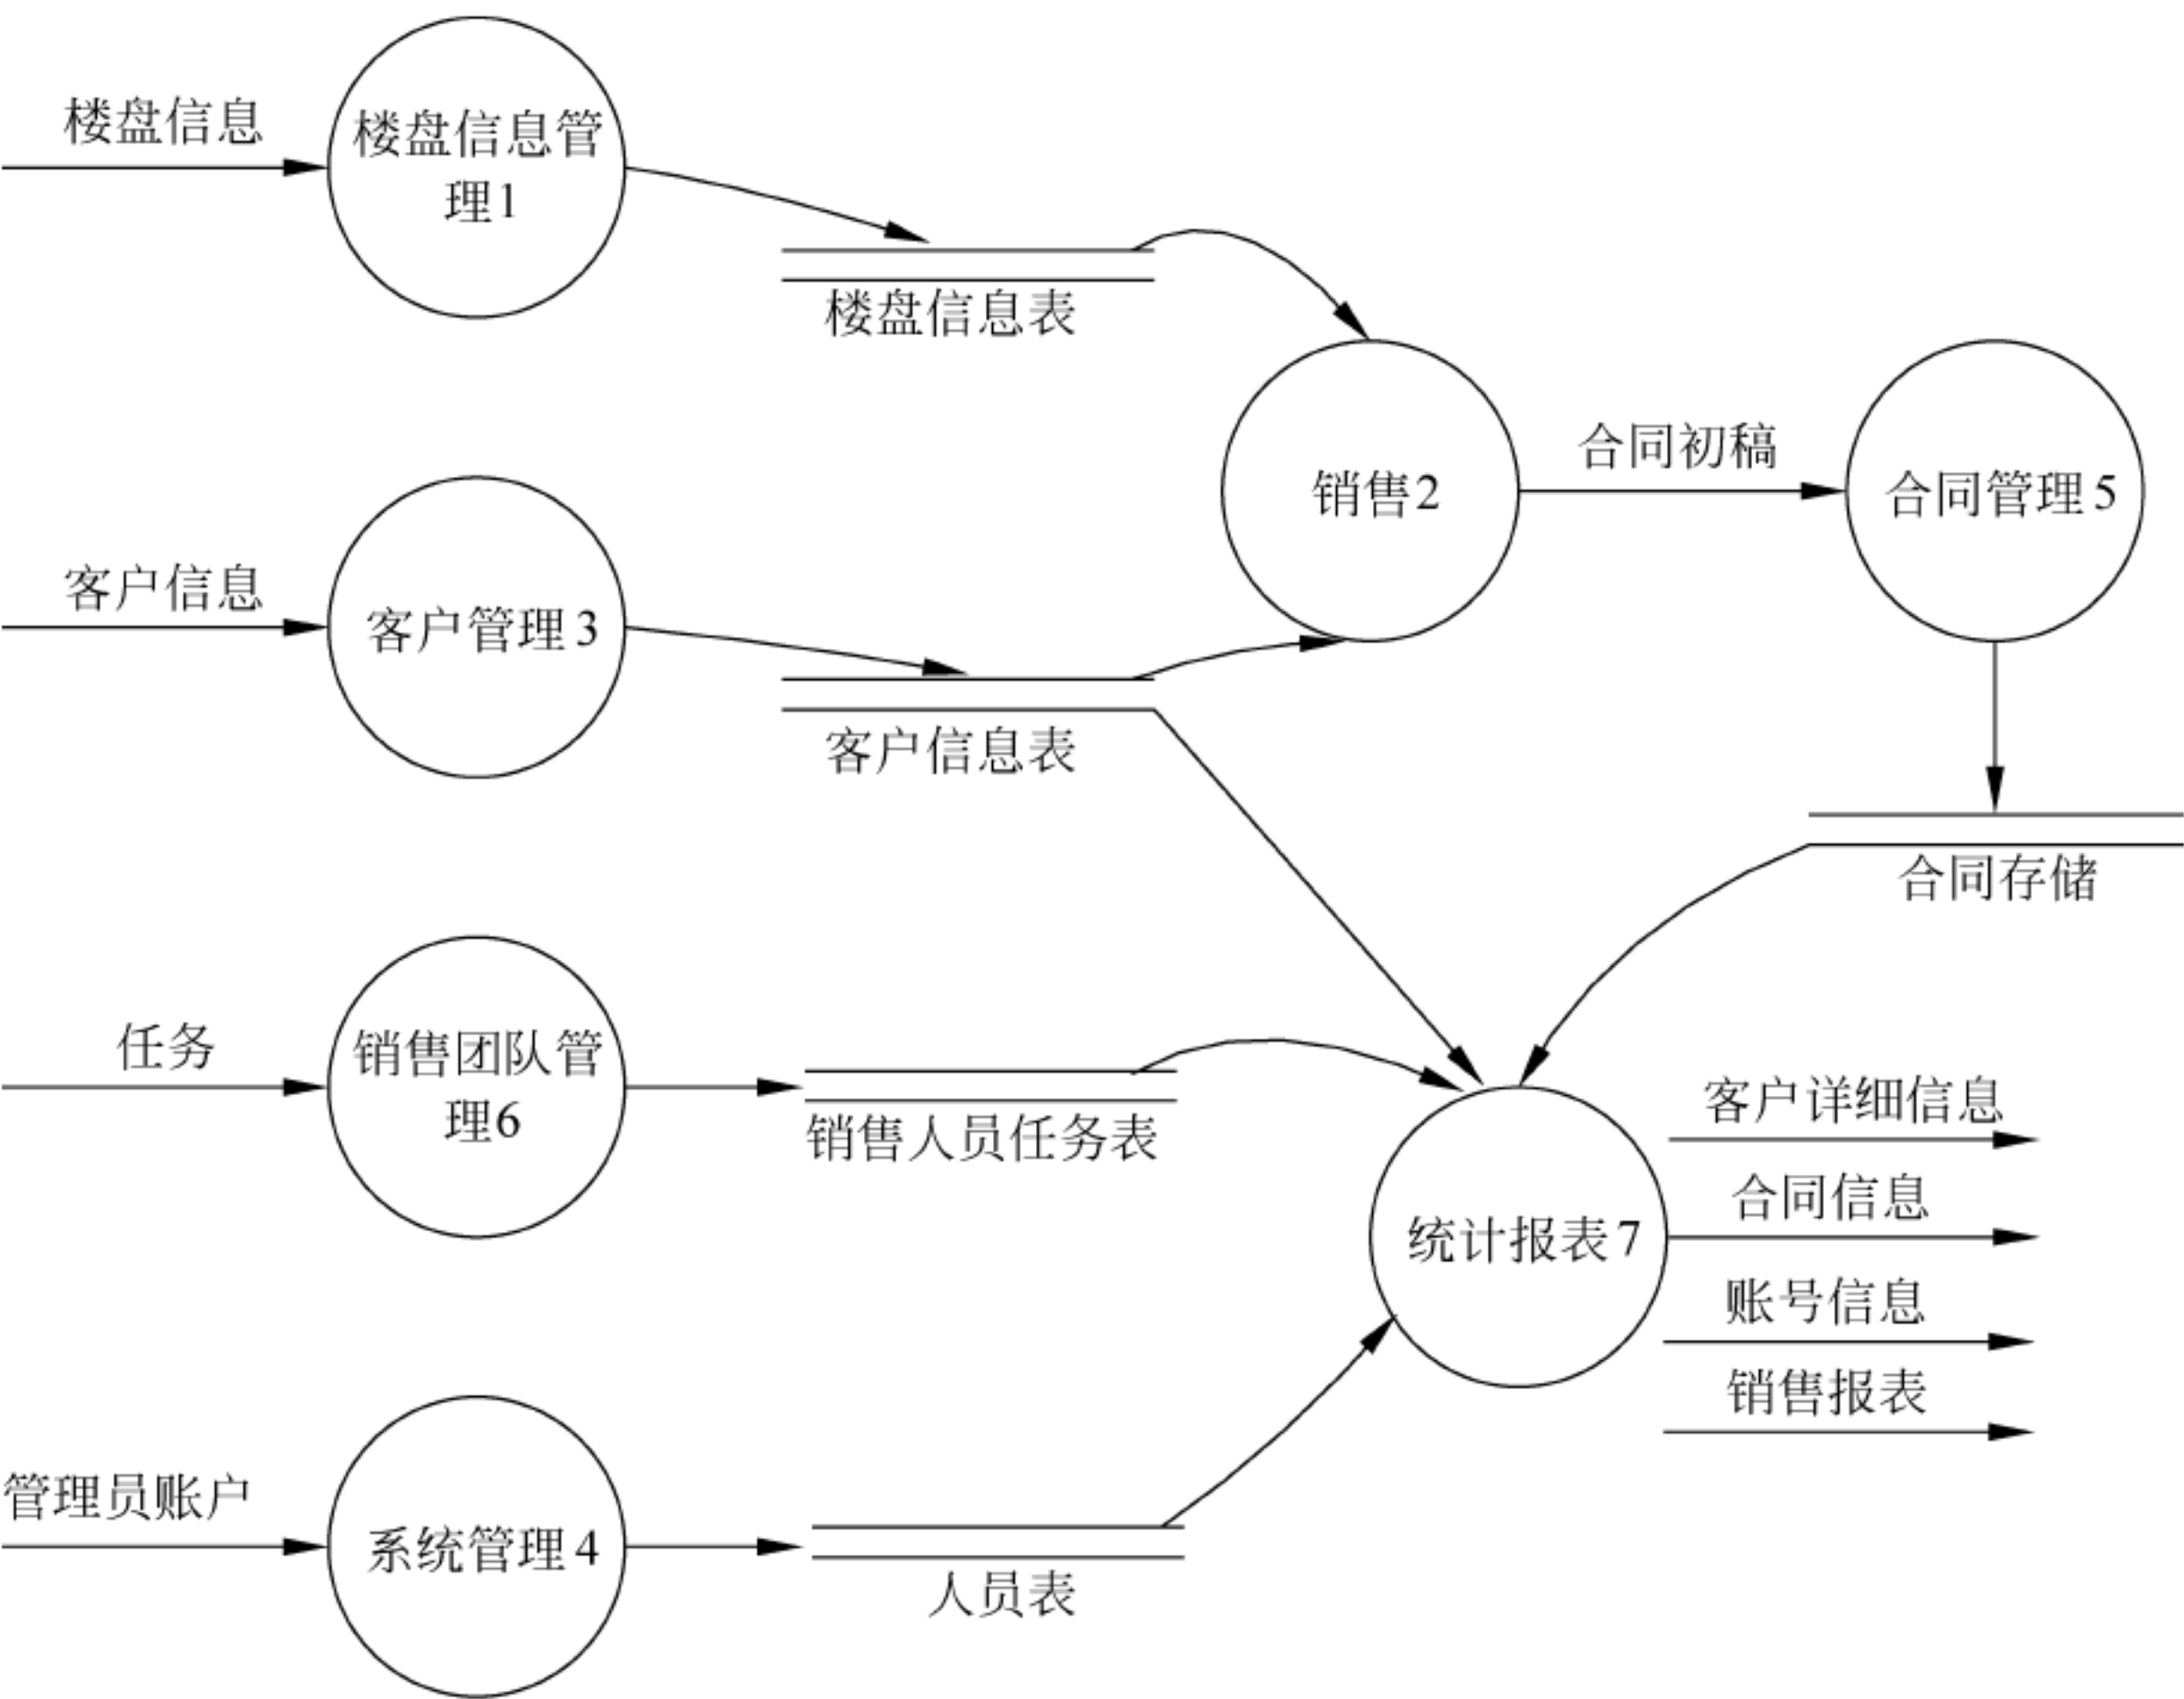 楼盘信息
楼盘信息管
理1
楼盘信息表
销售2
合同初稿
合同管理5
客户信息
客户管理3
客户信息表
合同存储
任务
销售团队管
理6
销售人员任务表
统计报表7
客户详细信息
合同信息
账号信息
销售报表
管理员账户
系统管理4
人员表